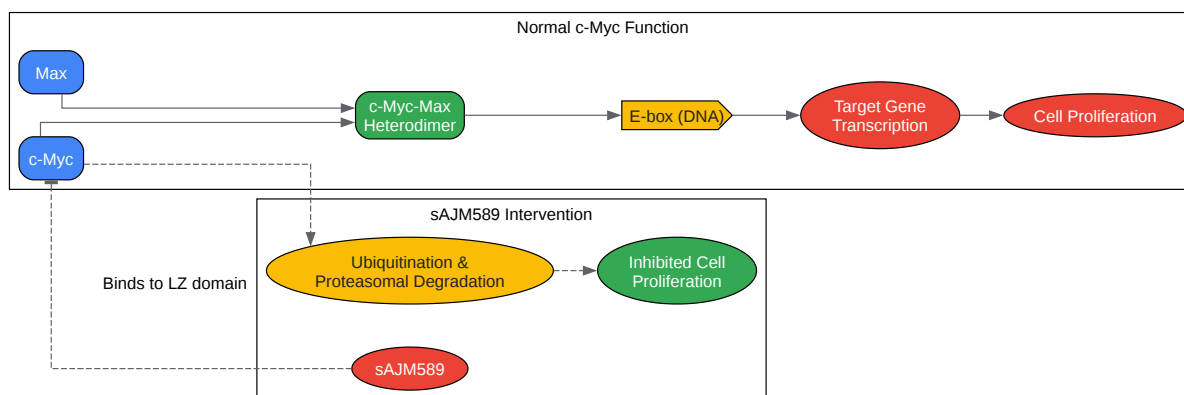 Normal c-Myc Function
Max
c-Myc-Max
Heterodimer
E-box (DNA)
Target Gene
Transcription
Cell Proliferation
c-Myc
sAJM589 Intervention
Ubiquitination &
Proteasomal Degradation
Inhibited Cell
Proliferation
Binds to LZ domain
sAJM589